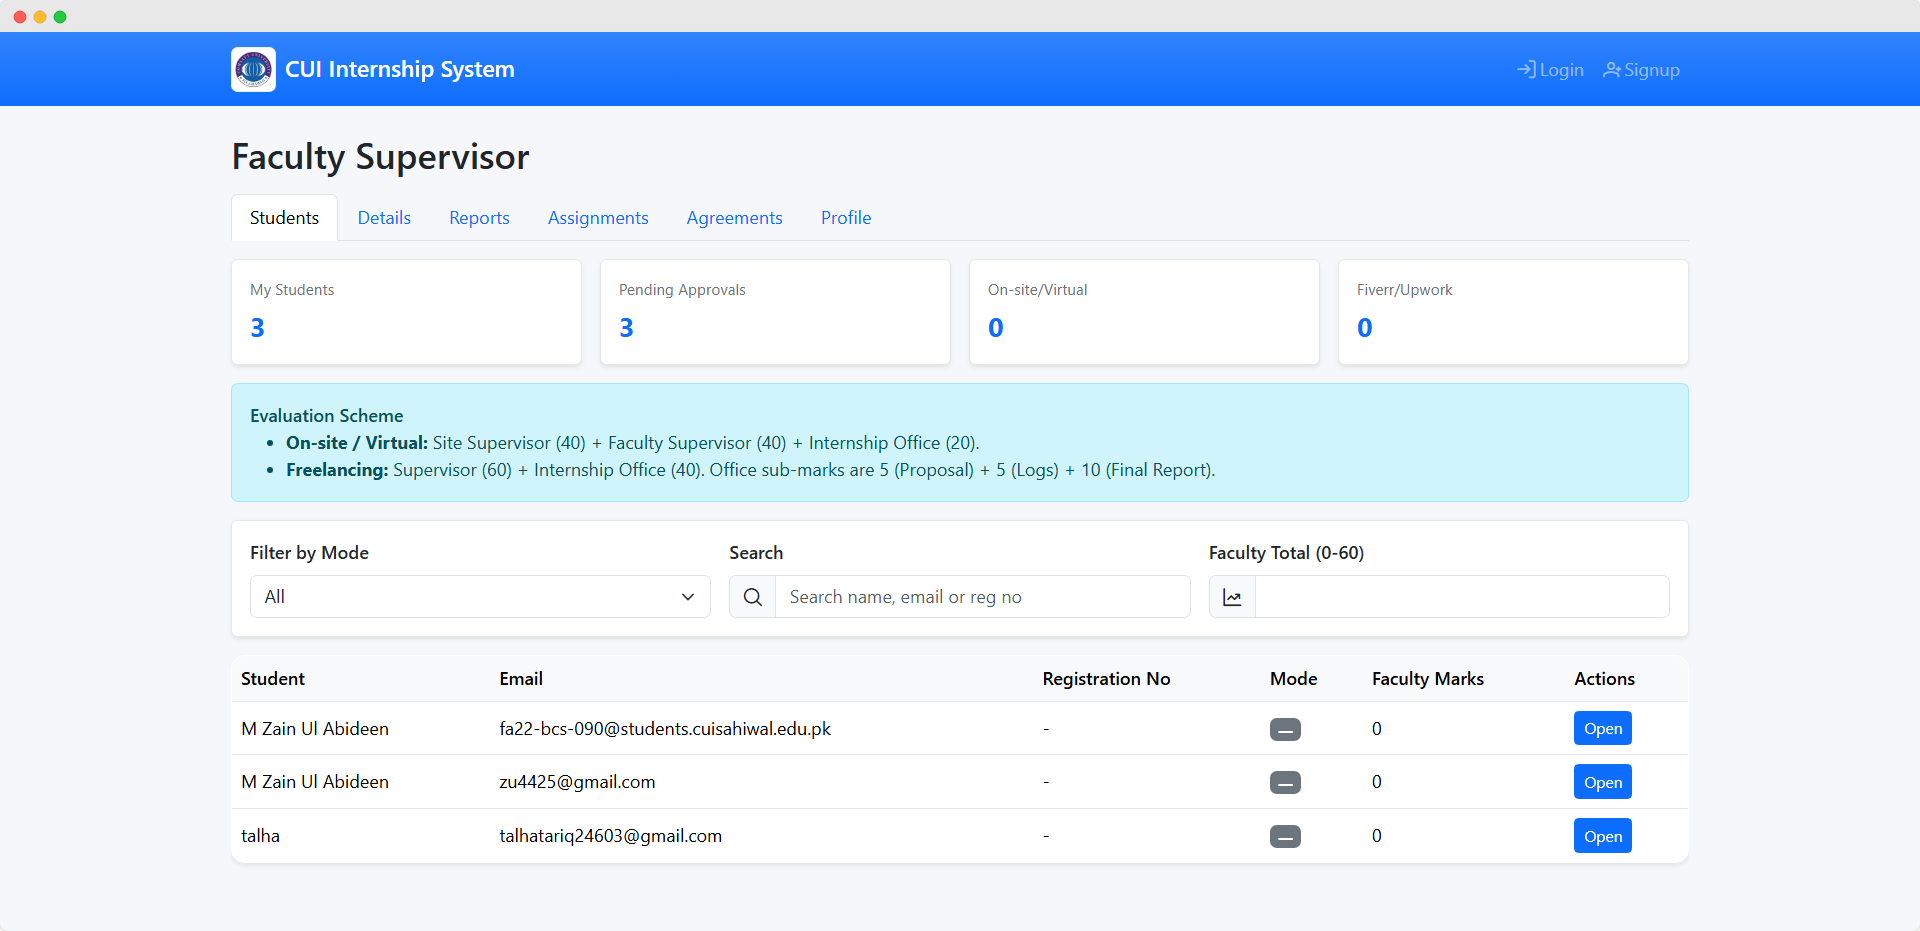 CUI Internship System
Login
Signup
Faculty Supervisor
Students
Details
Reports
Assignments
Agreements
Profile
My Students
3
Pending Approvals
3
On-site/Virtual
0
Fiverr/Upwork
0
Evaluation Scheme
• On-site / Virtual: Site Supervisor (40) + Faculty Supervisor (40) + Internship Office (20).
• Freelancing: Supervisor (60) + Internship Office (40). Office sub-marks are 5 (Proposal) + 5 (Logs) + 10 (Final Report).
Filter by Mode
All
Search
Search name, email or reg no
Faculty Total (0-60)
Student Email Registration No Mode Faculty Marks Actions
M Zain Ul Abideen fa22-bcs-090@students.cuisahiwal.edu.pk - — 0 Open
M Zain Ul Abideen zu4425@gmail.com - — 0 Open
talha talhatariq24603@gmail.com - — 0 Open